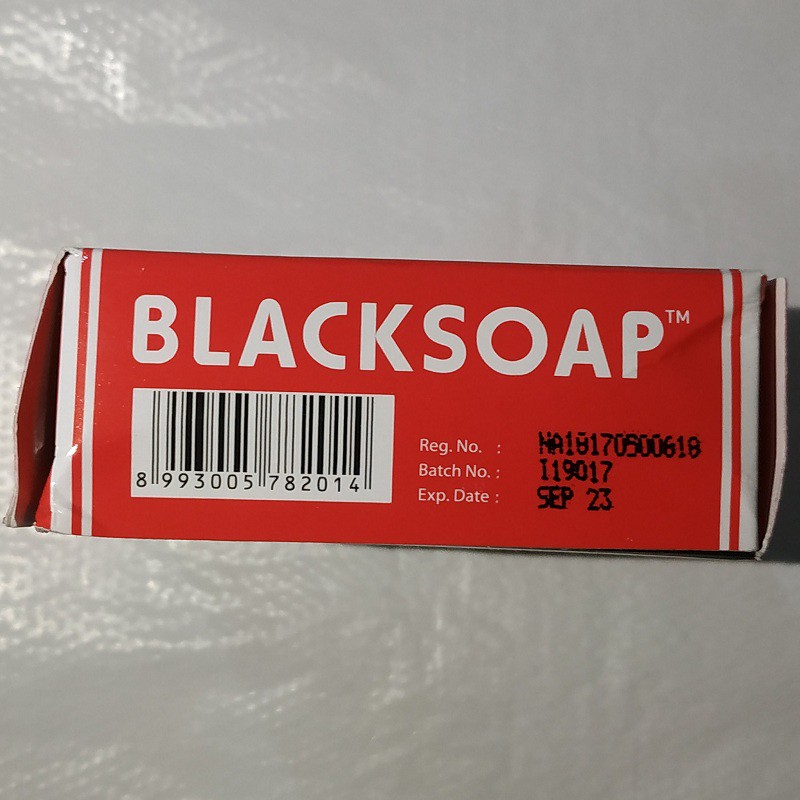 BLACKSOAP™
8 993005 782014
Reg. No. : NA18170500618
Batch No. : I19017
Exp. Date : SEP 23